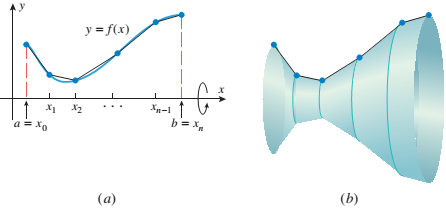 y
y = f(x)
x
x₁ x₂ · · · xₙ₋₁
a = x₀ b = xₙ
(a) (b)